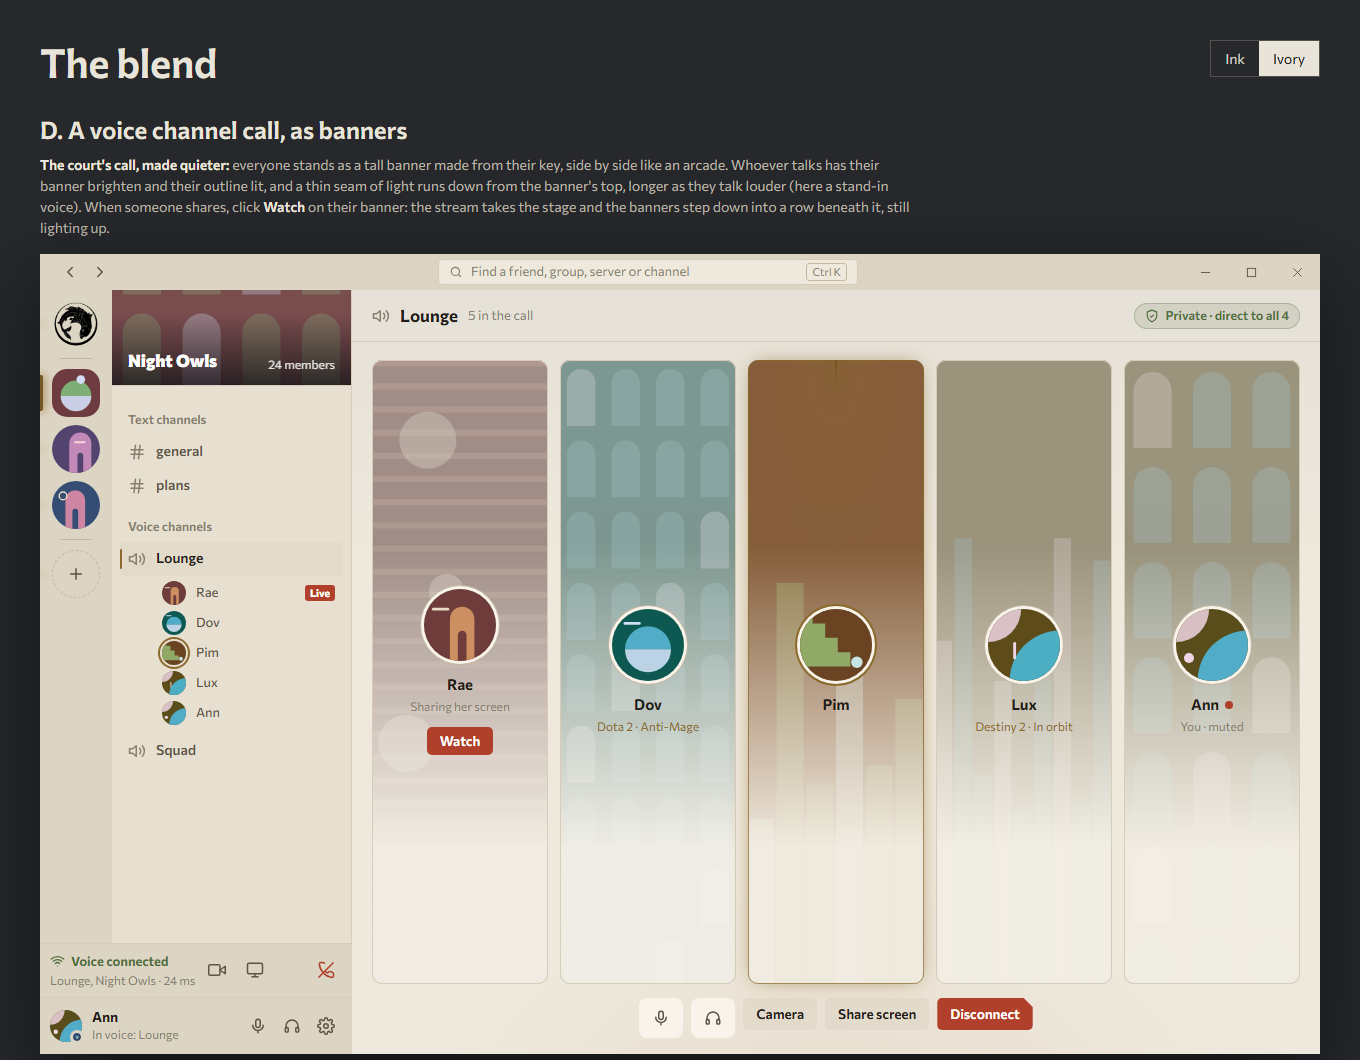 The blend
Ink
Ivory
D. A voice channel call, as banners
The court's call, made quieter: everyone stands as a tall banner made from their key, side by side like an arcade. Whoever talks has their
banner brighten and their outline lit, and a thin seam of light runs down from the banner's top, longer as they talk louder (here a stand-in
voice). When someone shares, click Watch on their banner: the stream takes the stage and the banners step down into a row beneath it, still
lighting up.
Find a friend, group, server or channel
Ctrl K
Night Owls
24 members
Text channels
general
plans
Voice channels
Lounge
Rae
Live
Dov
Pim
Lux
Ann
Squad
Voice connected
Lounge, Night Owls · 24 ms
Ann
In voice: Lounge
Lounge
5 in the call
Private · direct to all 4
Rae
Sharing her screen
Watch
Dov
Dota 2 · Anti-Mage
Pim
Lux
Destiny 2 · In orbit
Ann
You · muted
Camera
Share screen
Disconnect